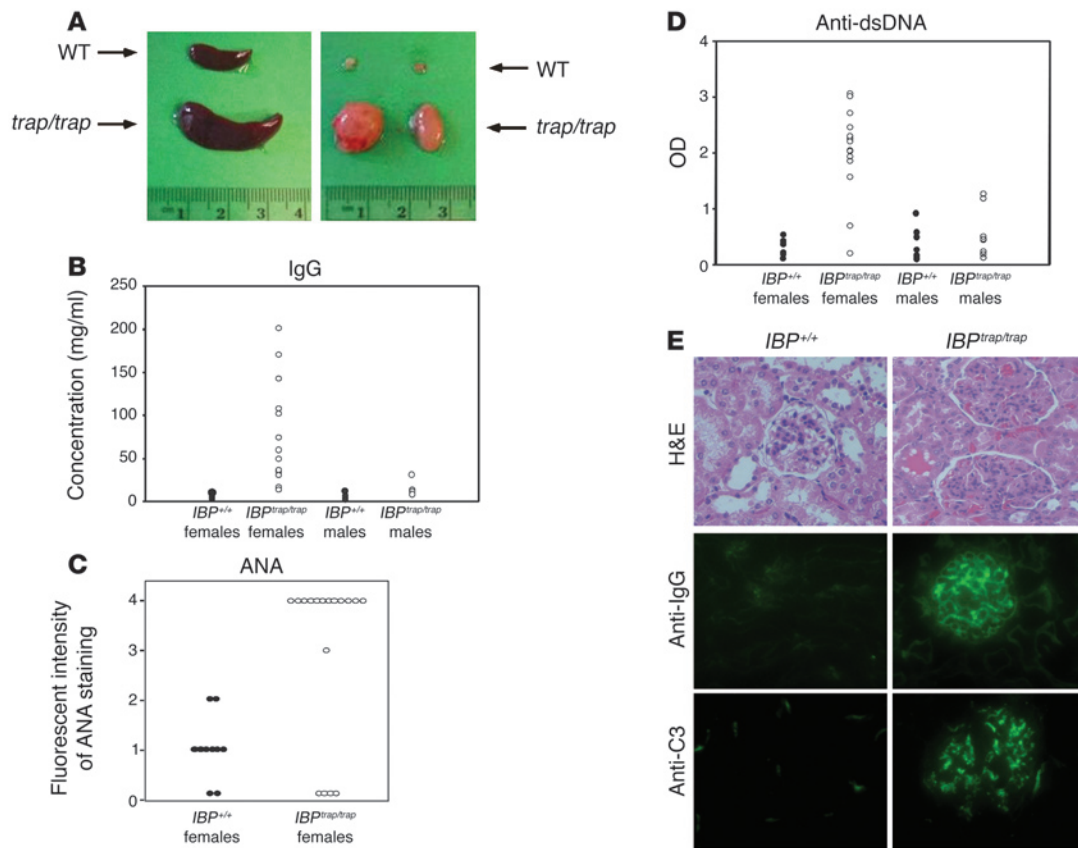 A
WT
trap/trap
WT
trap/trap
1 2 3 4
1 2 3
B
IgG
Concentration (mg/ml)
250
200
150
100
50
0
IBP+/+ females
IBPtrap/trap females
IBP+/+ males
IBPtrap/trap males
C
ANA
Fluorescent intensity
of ANA staining
4
3
2
1
0
IBP+/+ females
IBPtrap/trap females
D
Anti-dsDNA
OD
4
3
2
1
0
IBP+/+ females
IBPtrap/trap females
IBP+/+ males
IBPtrap/trap males
E
IBP+/+
IBPtrap/trap
H&E
Anti-IgG
Anti-C3